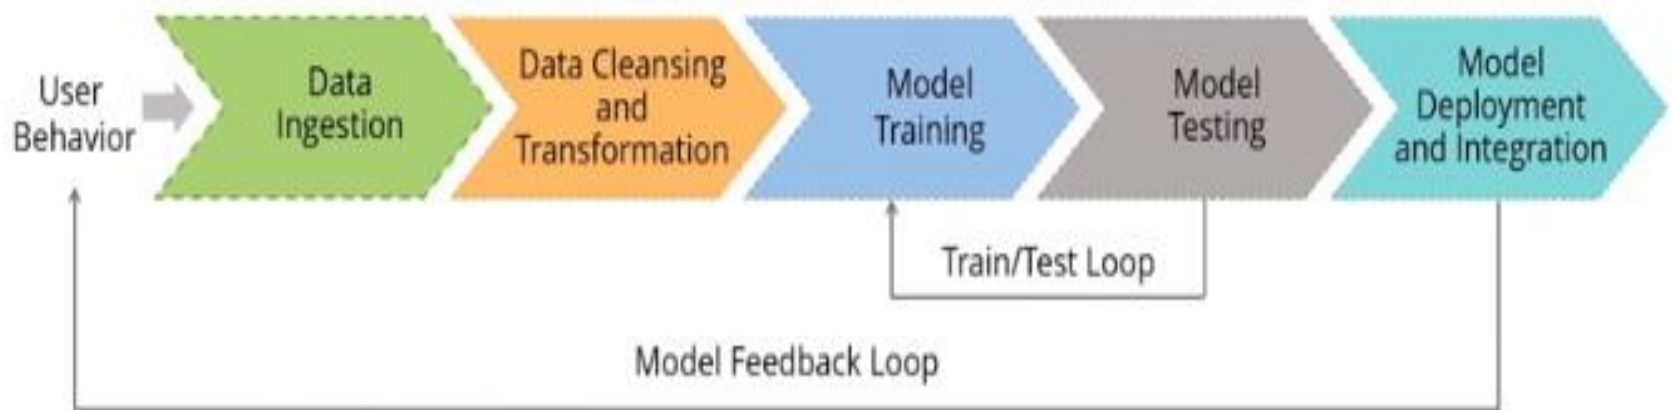 User
Behavior
Data
Ingestion
Data Cleansing
and
Transformation
Model
Training
Model
Testing
Model
Deployment
and Integration
Train/Test Loop
Model Feedback Loop